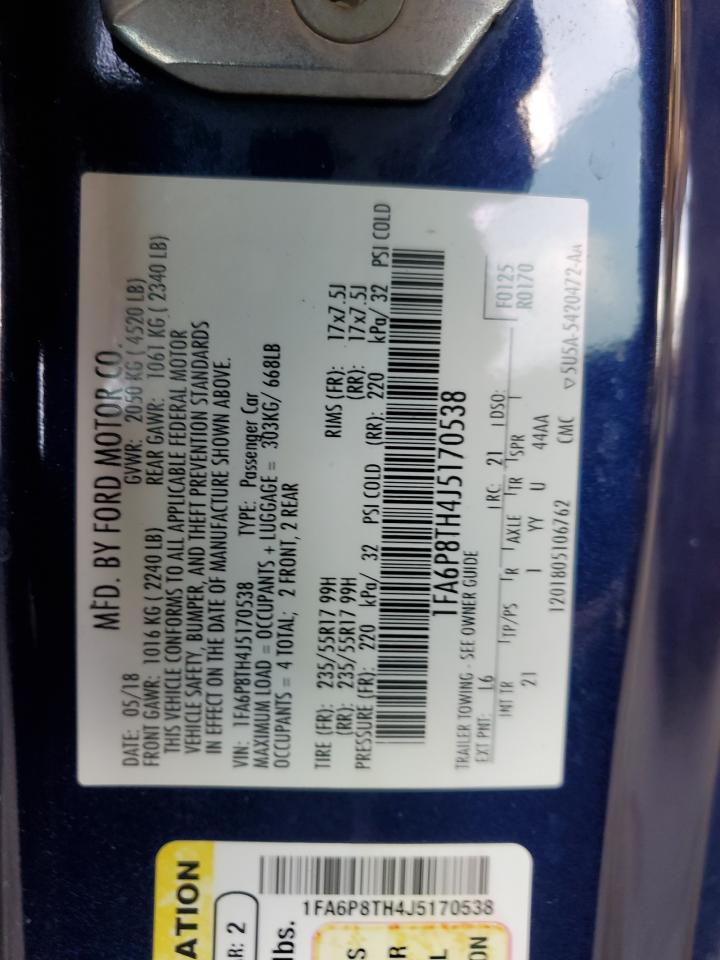 MFD. BY FORD MOTOR CO.
DATE: 05/18 GVWR: 2050 KG ( 4520 LB)
FRONT GAWR: 1016 KG ( 2240 LB) REAR GAWR: 1061 KG ( 2340 LB)
THIS VEHICLE CONFORMS TO ALL APPLICABLE FEDERAL MOTOR
VEHICLE SAFETY, BUMPER, AND THEFT PREVENTION STANDARDS
IN EFFECT ON THE DATE OF MANUFACTURE SHOWN ABOVE.
VIN: 1FA6P8TH4J5170538 TYPE: Passenger Car
MAXIMUM LOAD = OCCUPANTS + LUGGAGE = 303KG/ 668LB
OCCUPANTS = 4 TOTAL; 2 FRONT, 2 REAR
TIRE (FR): 235/55R17 99H RIMS (FR): 17x7.5J
(RR): 235/55R17 99H (RR): 17x7.5J
PRESSURE (FR): 220 kPa/ 32 PSI COLD (RR): 220 kPa/ 32 PSI COLD
1FA6P8TH4J5170538
TRAILER TOWING - SEE OWNER GUIDE
EXT PNT: L6 RC: 21 DSO: F0125
R0170
INT TR TP/PS R AXLE TR SPR
21 I YY U 44AA
1201805106762 CMC ▽5U5A-5420472-AA
ATION
R: 2
lbs.
1FA6P8TH4J5170538
S
R
L
ON